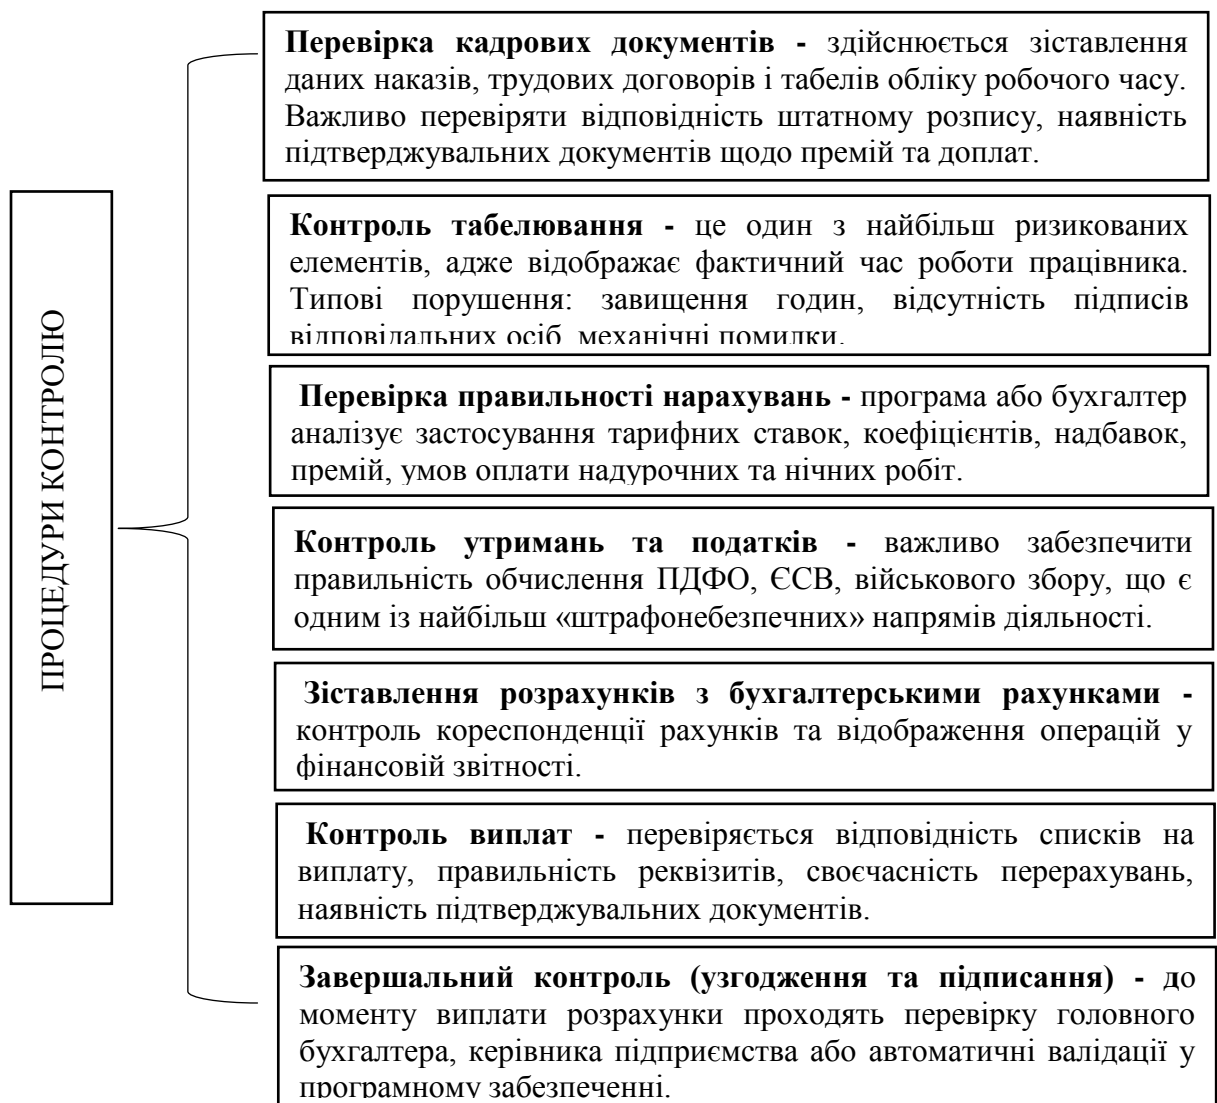 ПРОЦЕДУРИ КОНТРОЛЮ
Перевірка кадрових документів - здійснюється зіставлення
даних наказів, трудових договорів і табелів обліку робочого часу.
Важливо перевіряти відповідність штатному розпису, наявність
підтверджувальних документів щодо премій та доплат.
Контроль табелювання - це один з найбільш ризикованих
елементів, адже відображає фактичний час роботи працівника.
Типові порушення: завищення годин, відсутність підписів
відповідальних осіб, механічні помилки.
Перевірка правильності нарахувань - програма або бухгалтер
аналізує застосування тарифних ставок, коефіцієнтів, надбавок,
премій, умов оплати надурочних та нічних робіт.
Контроль утримань та податків - важливо забезпечити
правильність обчислення ПДФО, ЄСВ, військового збору, що є
одним із найбільш «штрафонебезпечних» напрямів діяльності.
Зіставлення розрахунків з бухгалтерськими рахунками -
контроль кореспонденції рахунків та відображення операцій у
фінансовій звітності.
Контроль виплат - перевіряється відповідність списків на
виплату, правильність реквізитів, своєчасність перерахувань,
наявність підтверджувальних документів.
Завершальний контроль (узгодження та підписання) - до
моменту виплати розрахунки проходять перевірку головного
бухгалтера, керівника підприємства або автоматичні валідації у
програмному забезпеченні.